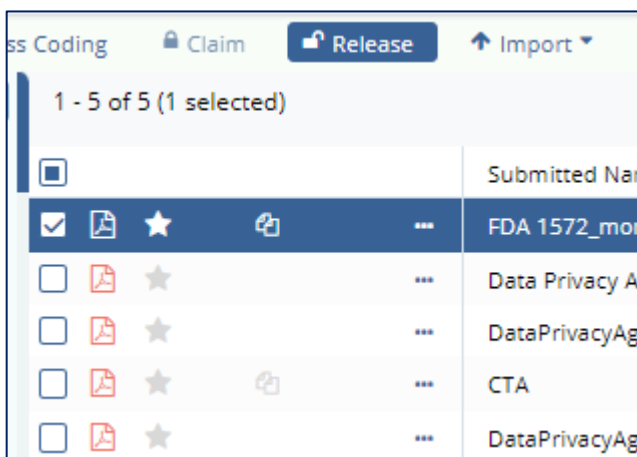 ss Coding Claim Release Import
1 - 5 of 5 (1 selected)
Submitted Nar
FDA 1572_mor
Data Privacy A
DataPrivacyAg
CTA
DataPrivacyAg